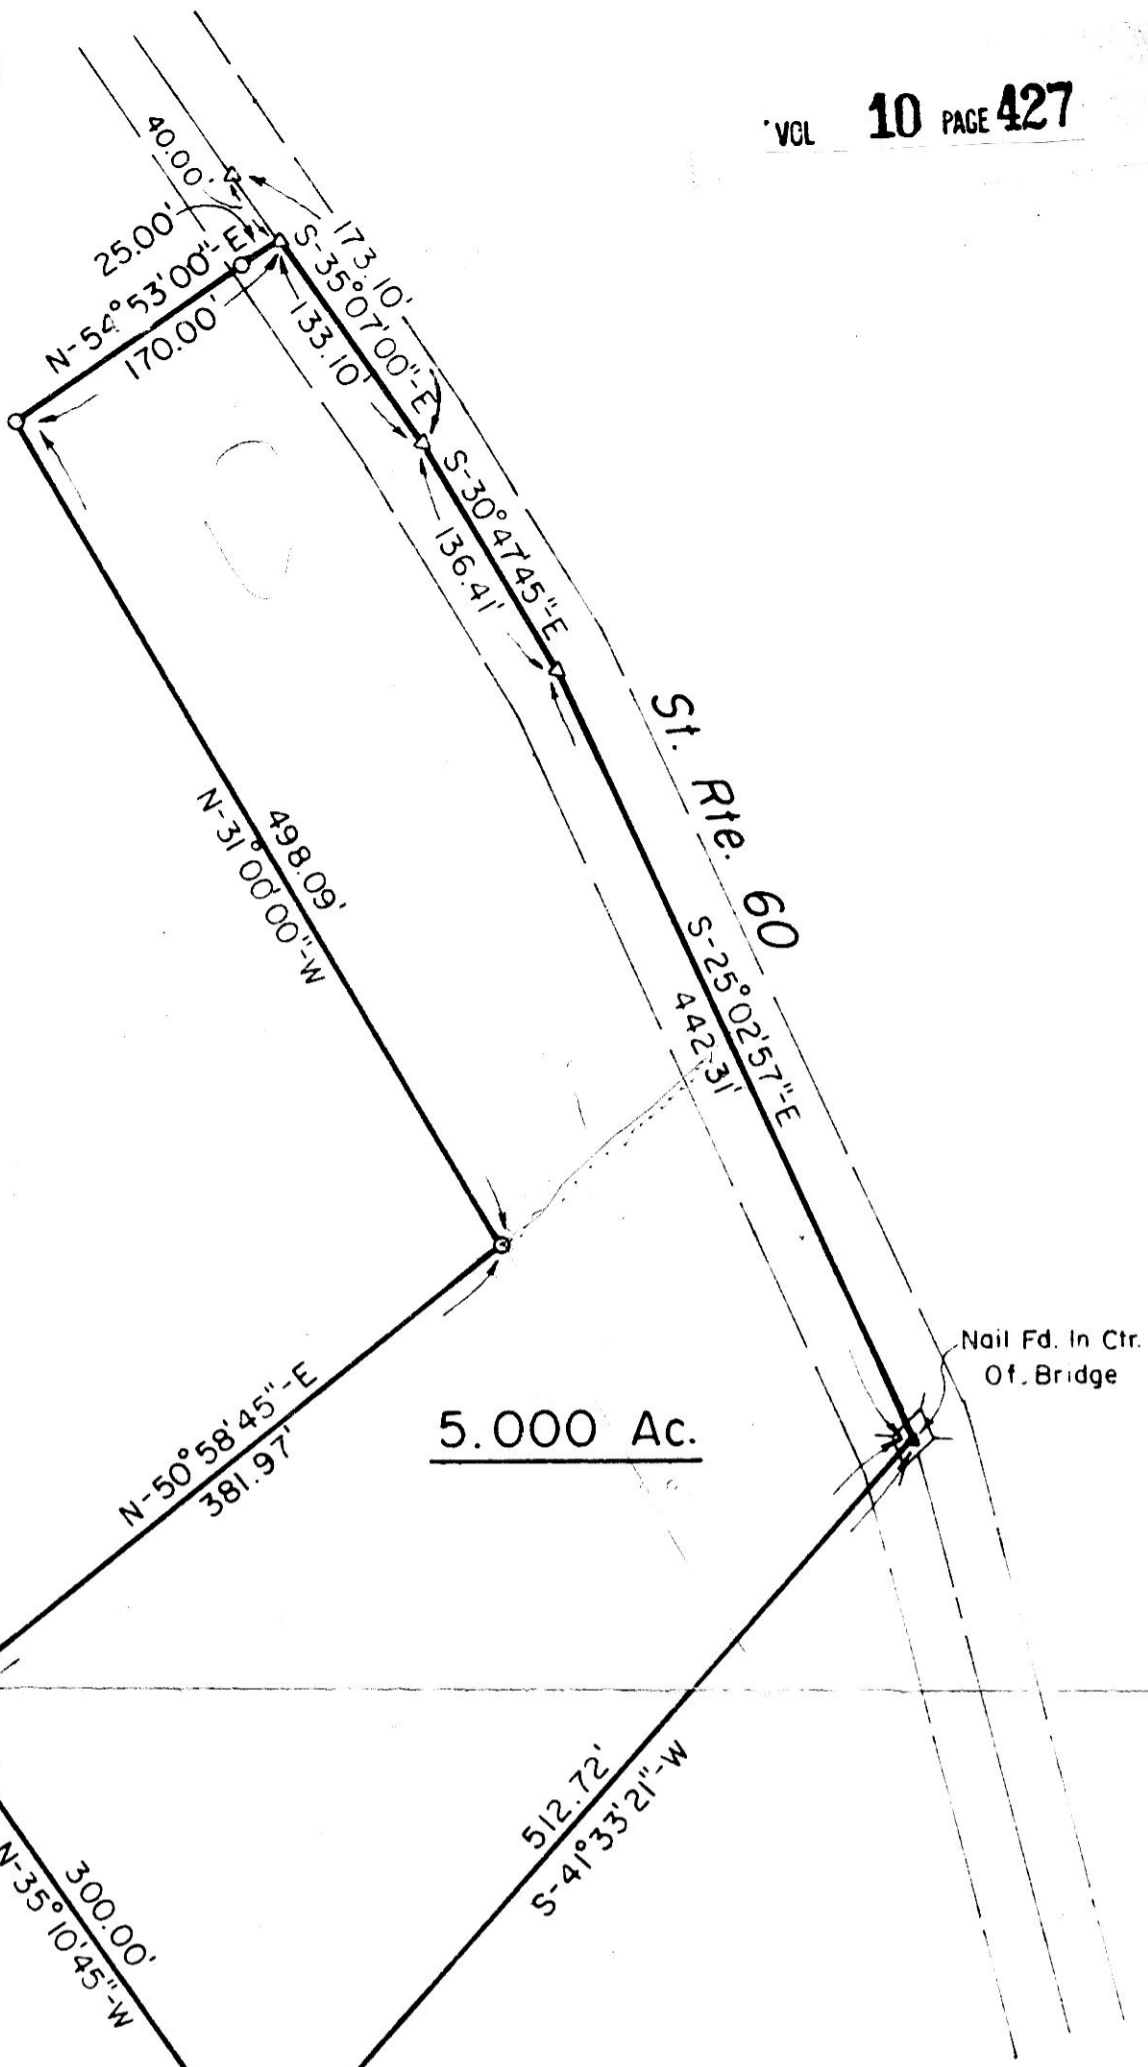 VOL 10 PAGE 427
40.00'
25.00'
N-54°53'00"-E
170.00'
173.10'
S-35°07'00"-E
133.10'
S-30°47'45"-E
136.41'
St. Rte. 60
498.09'
N-31°00'00"-W
S-25°02'57"-E
442.31'
Nail Fd. In Ctr.
Of. Bridge
N-50°58'45"-E
381.97'
5.000 Ac.
512.72'
S-41°33'21"-W
300.00'
N-35°10'45"-W